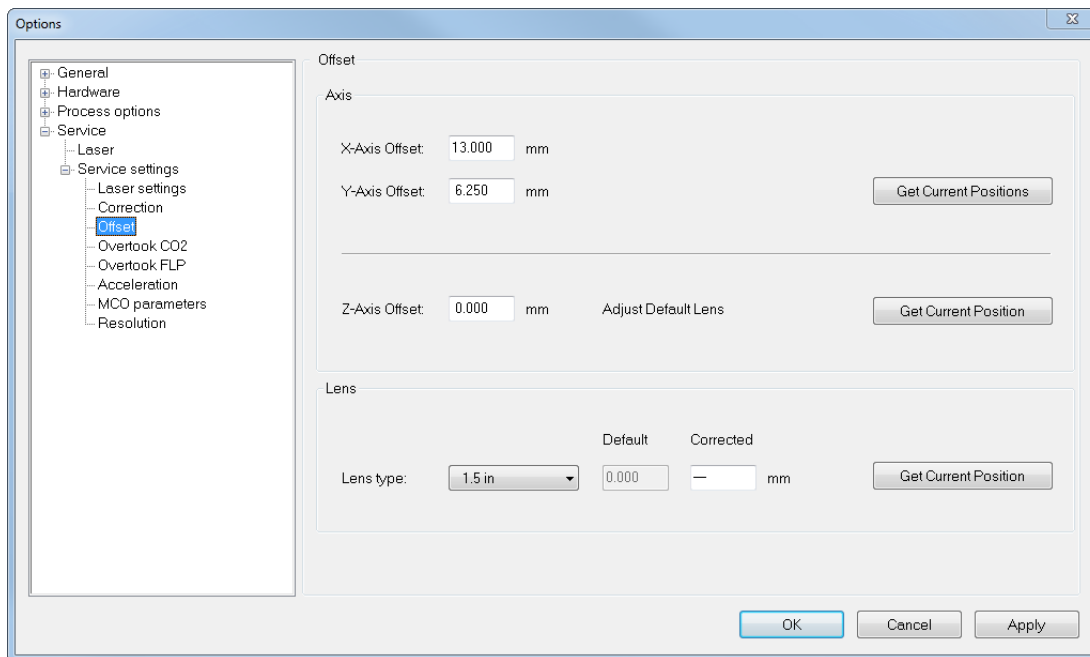 Options
General
Hardware
Process options
Service
Laser
Service settings
Laser settings
Correction
Offset
Overtook CO2
Overtook FLP
Acceleration
MCO parameters
Resolution
Offset
Axis
X-Axis Offset: 13.000 mm
Y-Axis Offset: 6.250 mm Get Current Positions
Z-Axis Offset: 0.000 mm Adjust Default Lens Get Current Position
Lens
Default Corrected
Lens type: 1.5 in 0.000 — mm Get Current Position
OK Cancel Apply